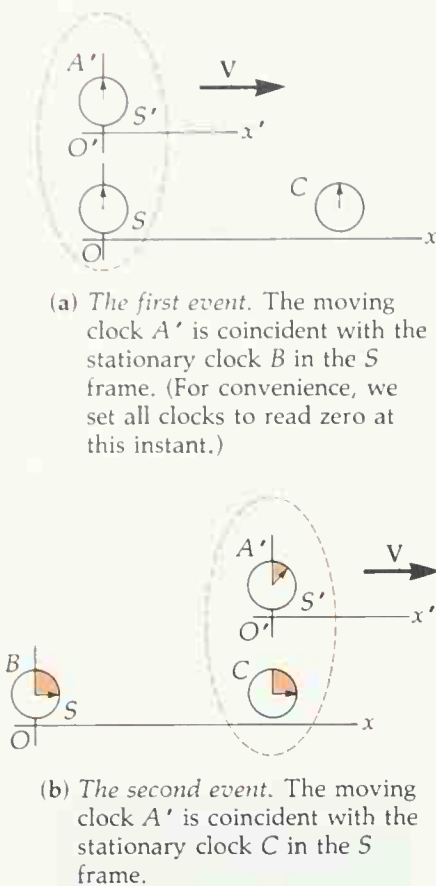 A'
V
S'
x'
O'
S
C
O
x
(a) The first event. The moving
clock A' is coincident with the
stationary clock B in the S
frame. (For convenience, we
set all clocks to read zero at
this instant.)
A'
V
S'
x'
O'
B
C
S
x
O
(b) The second event. The moving
clock A' is coincident with the
stationary clock C in the S
frame.